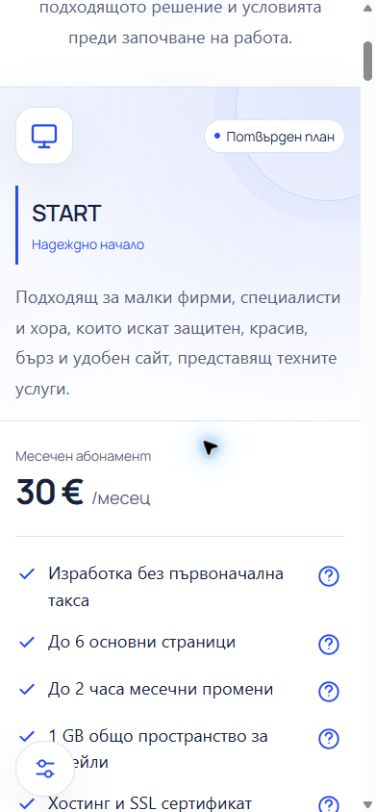 подходящото решение и условията
преди започване на работа.
Потвърден план
START
Надеждно начало
Подходящ за малки фирми, специалисти
и хора, които искат защитен, красив,
бърз и удобен сайт, представящ техните
услуги.
Месечен абонамент
30 € /месец
Изработка без първоначална
такса
До 6 основни страници
До 2 часа месечни промени
1 GB общо пространство за
Хостинг и SSL сертификат